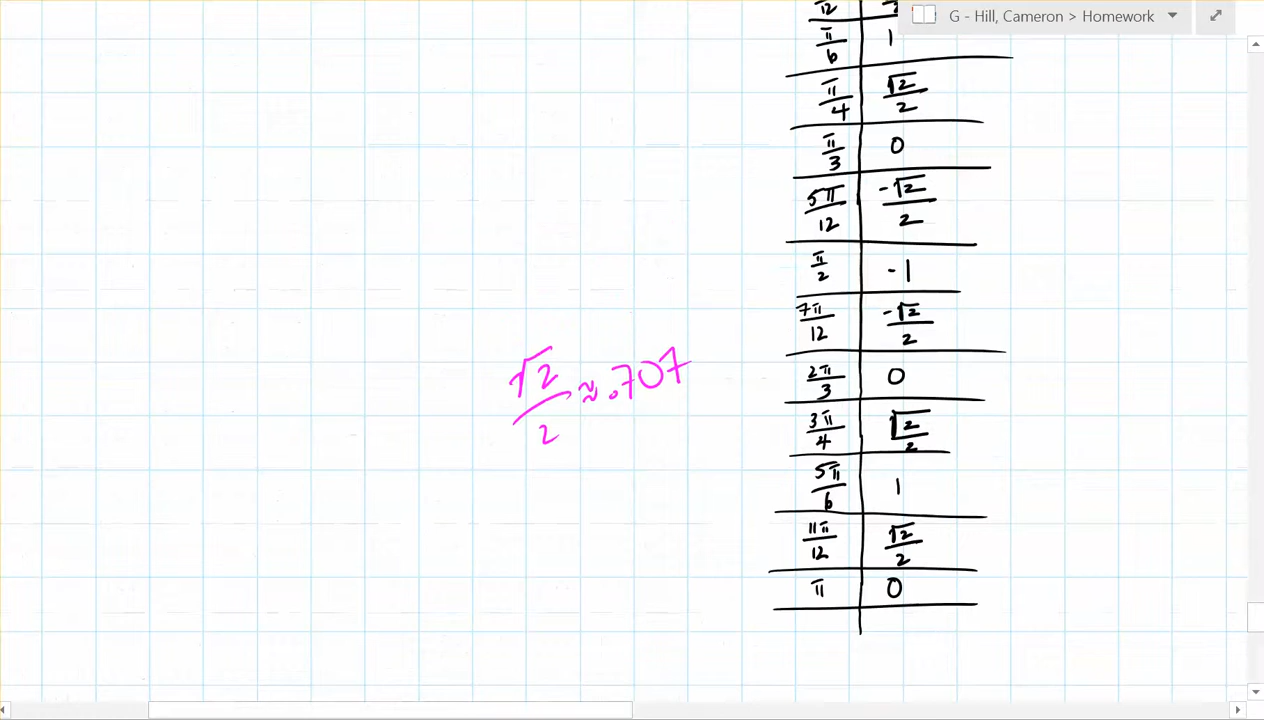 G - Hill, Cameron > Homework
12
π/6 | 1
π/4 | √2/2
π/3 | 0
5π/12 | -√2/2
π/2 | -1
7π/12 | -√2/2
2π/3 | 0
3π/4 | √2/2
5π/6 | 1
11π/12 | √2/2
π | 0
√2/2 ≈ .707